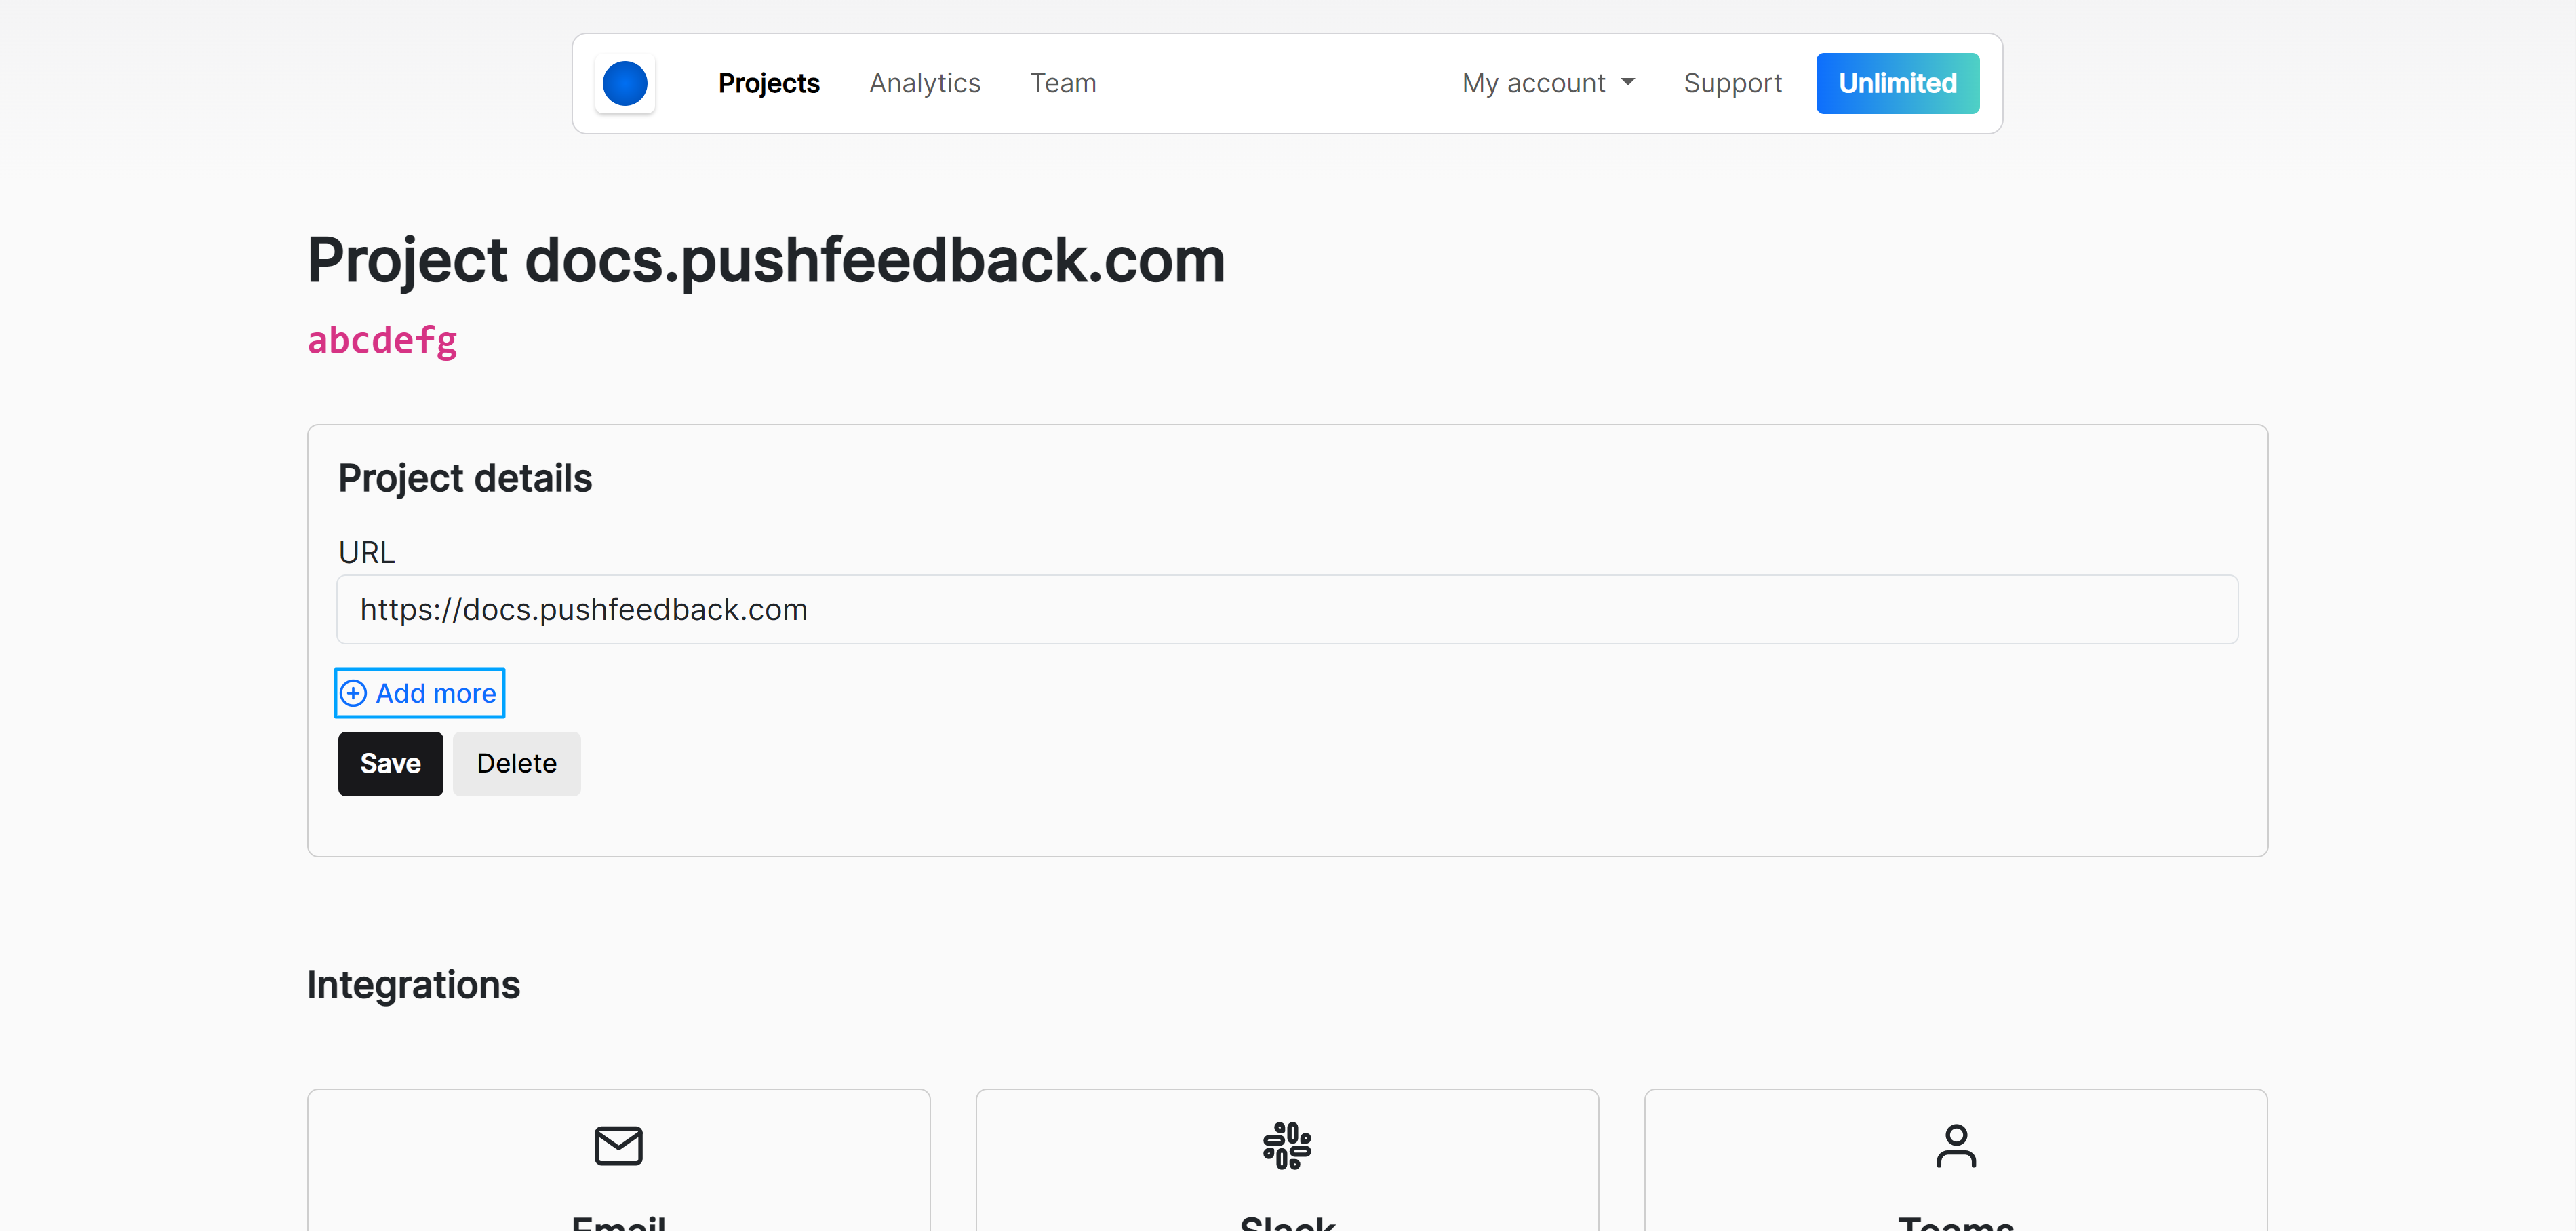 Projects Analytics Team My account Support Unlimited
Project docs.pushfeedback.com
abcdefg
Project details
URL
https://docs.pushfeedback.com
Add more
Save Delete
Integrations
Email Slack Teams